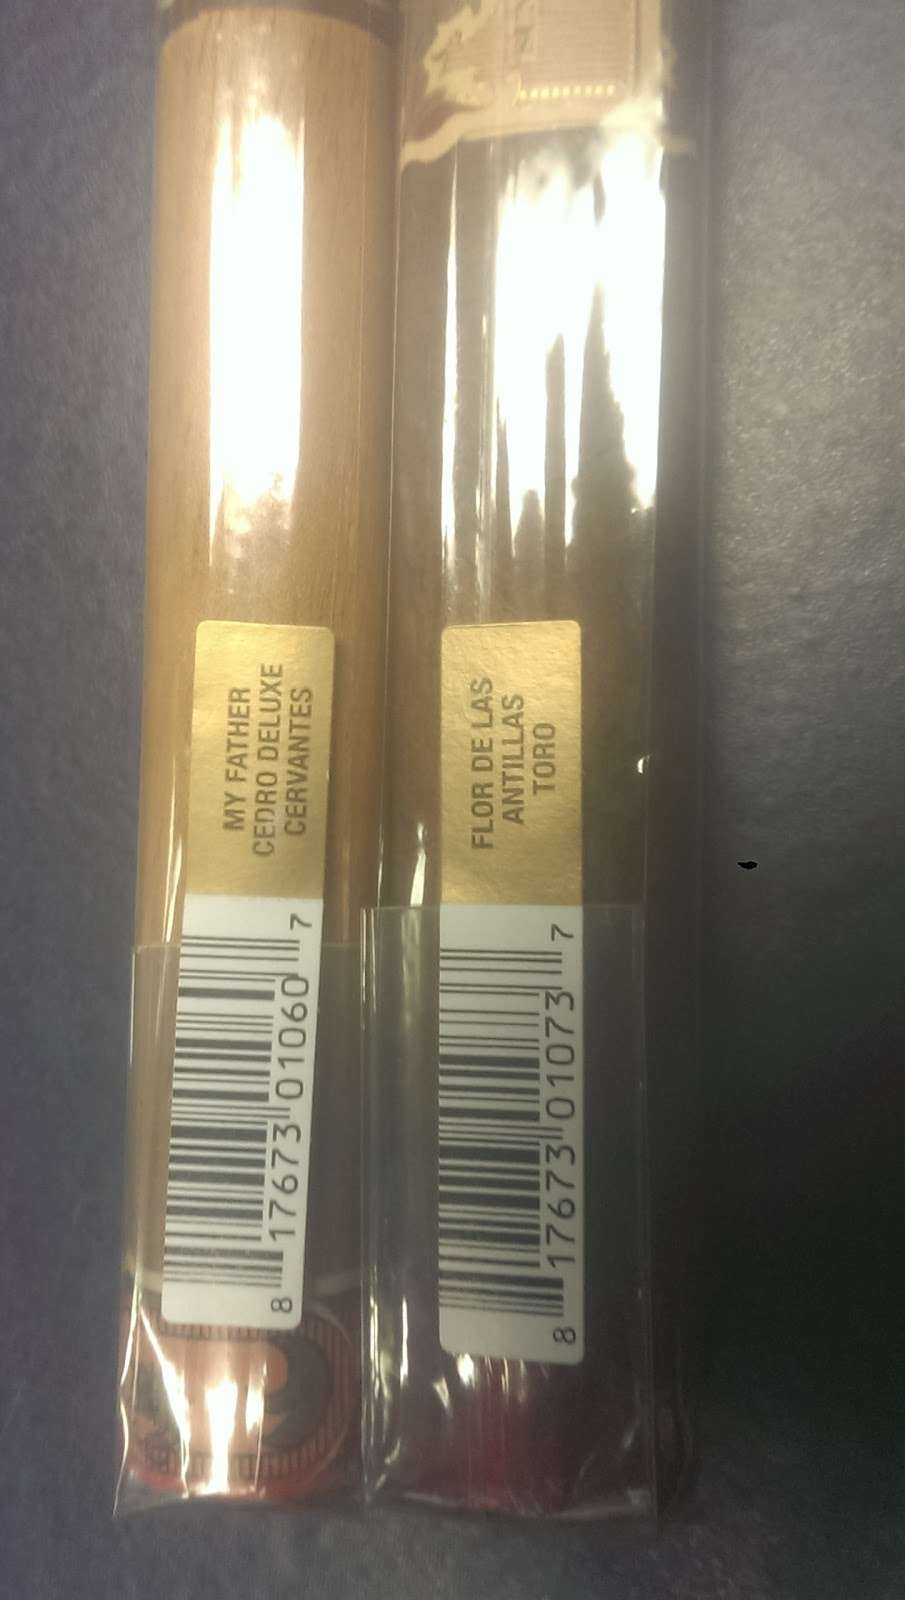 MY FATHER
CEDRO DELUXE
CERVANTES
8 17673 01060 7
FLOR DE LAS
ANTILLAS
TORO
8 17673 01073 7